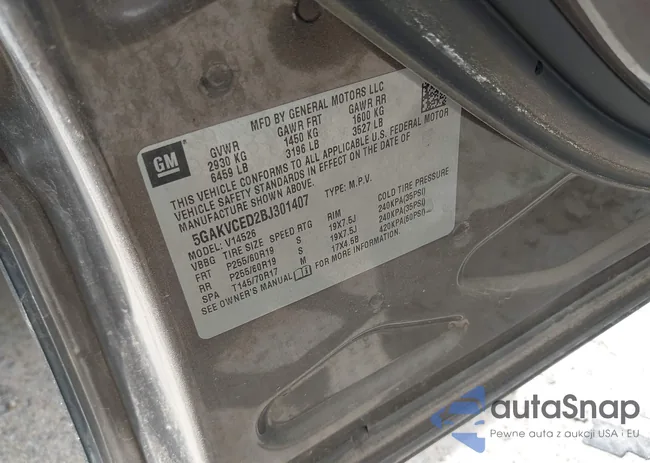 MFD BY GENERAL MOTORS LLC
GM
GVWR GAWR FRT GAWR RR
2930 KG 1450 KG 1600 KG
6459 LB 3196 LB 3527 LB
THIS VEHICLE CONFORMS TO ALL APPLICABLE U.S. FEDERAL MOTOR
VEHICLE SAFETY STANDARDS IN EFFECT ON THE DATE OF
MANUFACTURE SHOWN ABOVE.
5GAKVCED2BJ301407 TYPE: M.P.V.
MODEL: V14526
VBBG TIRE SIZE SPEED RTG RIM COLD TIRE PRESSURE
FRT P255/60R19 S 19X7.5J 240KPA(35PSI)
RR P255/60R19 S 19X7.5J 240KPA(35PSI)
SPA T145/70R17 M 17X4.5B 420KPA(60PSI)
SEE OWNER'S MANUAL FOR MORE INFORMATION.
autaSnap
Pewne auta z aukcji USA i EU